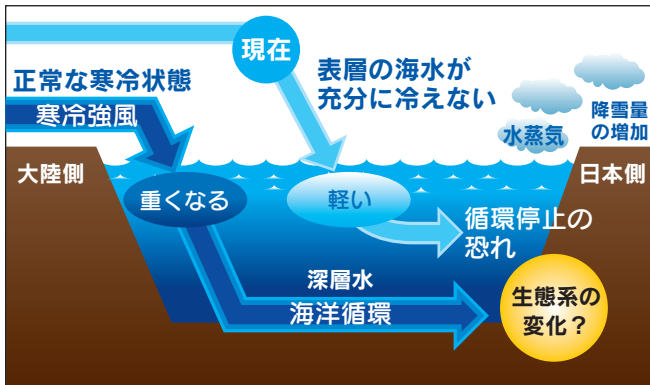 現在
正常な寒冷状態
寒冷強風
表層の海水が
充分に冷えない
水蒸気
降雪量
の増加
大陸側
日本側
重くなる
軽い
循環停止の
恐れ
深層水
海洋循環
生態系の
変化？